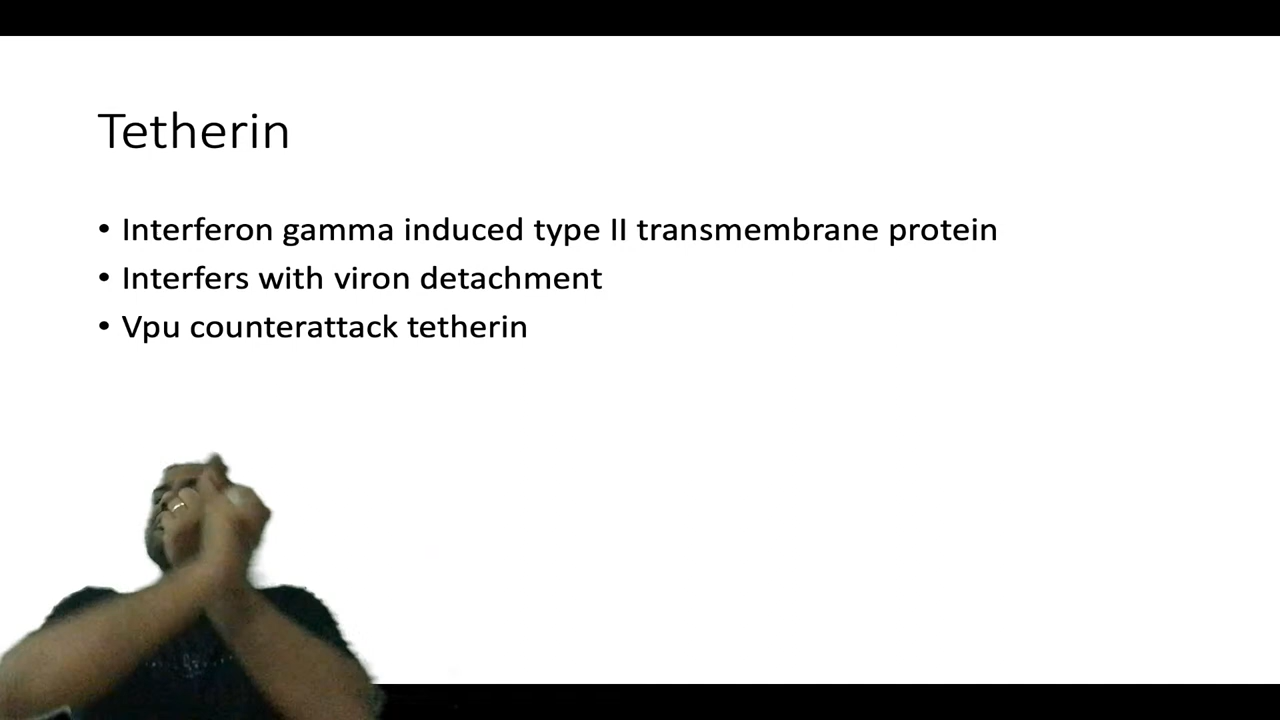 Tetherin
• Interferon gamma induced type II transmembrane protein
• Interfers with viron detachment
• Vpu counterattack tetherin